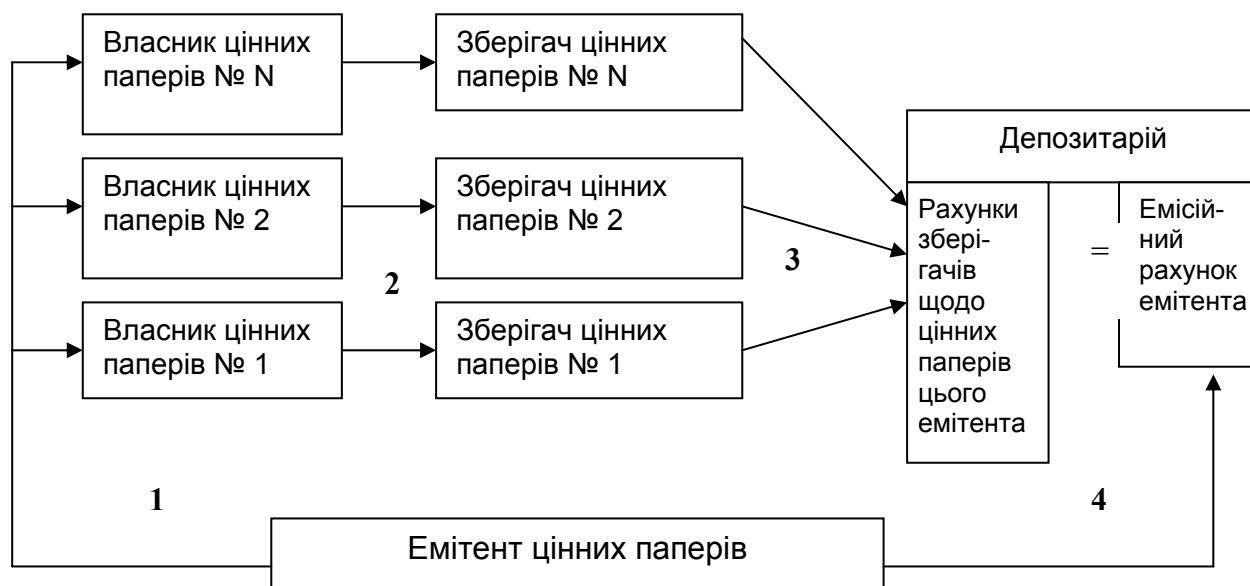 Власник цінних
паперів № N
Зберігач цінних
паперів № N
Депозитарій
Власник цінних
паперів № 2
Зберігач цінних
паперів № 2
Рахунки
збері-
гачів
щодо
цінних
паперів
цього
емітента
=
Емісій-
ний
рахунок
емітента
3
2
Власник цінних
паперів № 1
Зберігач цінних
паперів № 1
1
4
Емітент цінних паперів